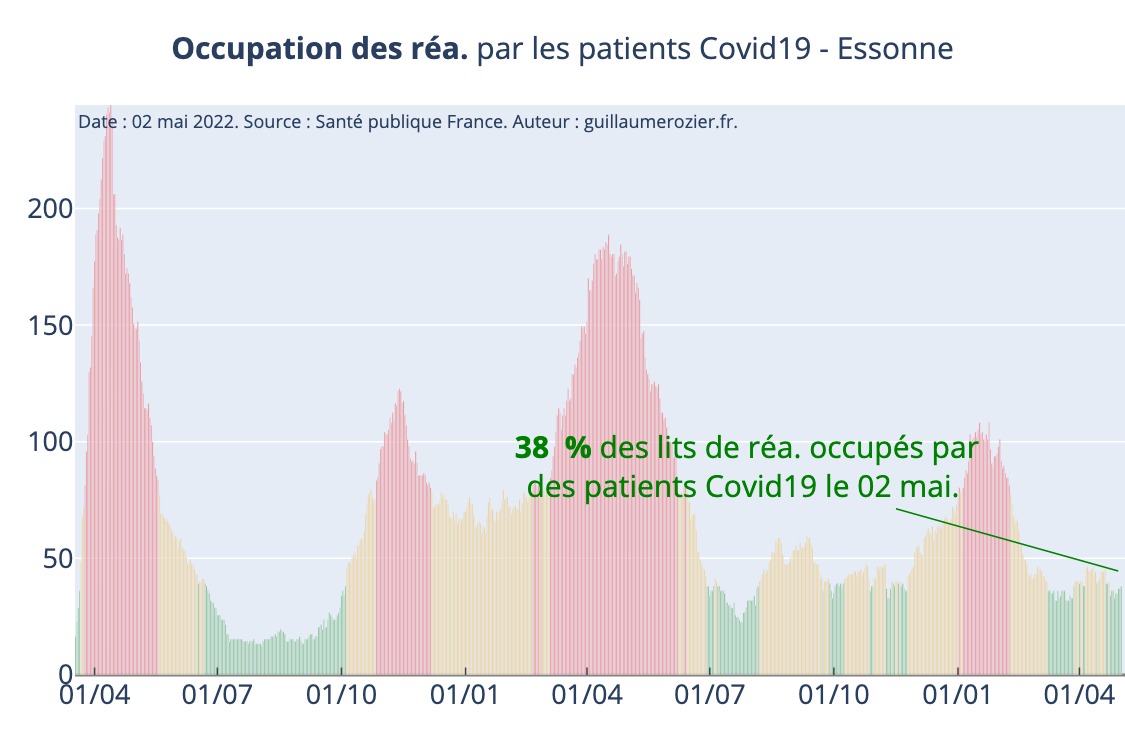 Occupation des réa. par les patients Covid19 - Essonne
Date : 02 mai 2022. Source : Santé publique France. Auteur : guillaumerozier.fr.
200
150
100
38 % des lits de réa. occupés par
des patients Covid19 le 02 mai.
50
0
01/04 01/07 01/10 01/01 01/04 01/07 01/10 01/01 01/04